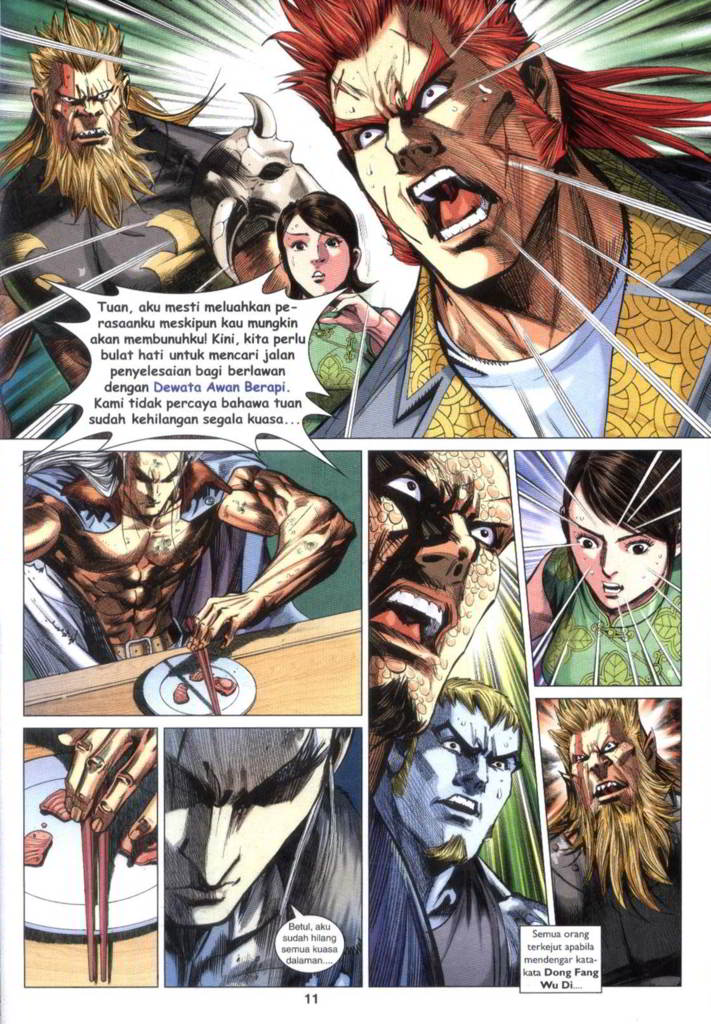 Tuan, aku mesti meluahkan pe-
rasaanku meskipun kau mungkin
akan membunuhku! Kini, kita perlu
bulat hati untuk mencari jalan
penyelesaian bagi berlawan
dengan Dewata Awan Berapi.
Kami tidak percaya bahawa tuan
sudah kehilangan segala kuasa...
Betul, aku
sudah hilang
semua kuasa
dalaman....
Semua orang
terkejut apabila
mendengar kata-
kata Dong Fang
Wu Di....
11